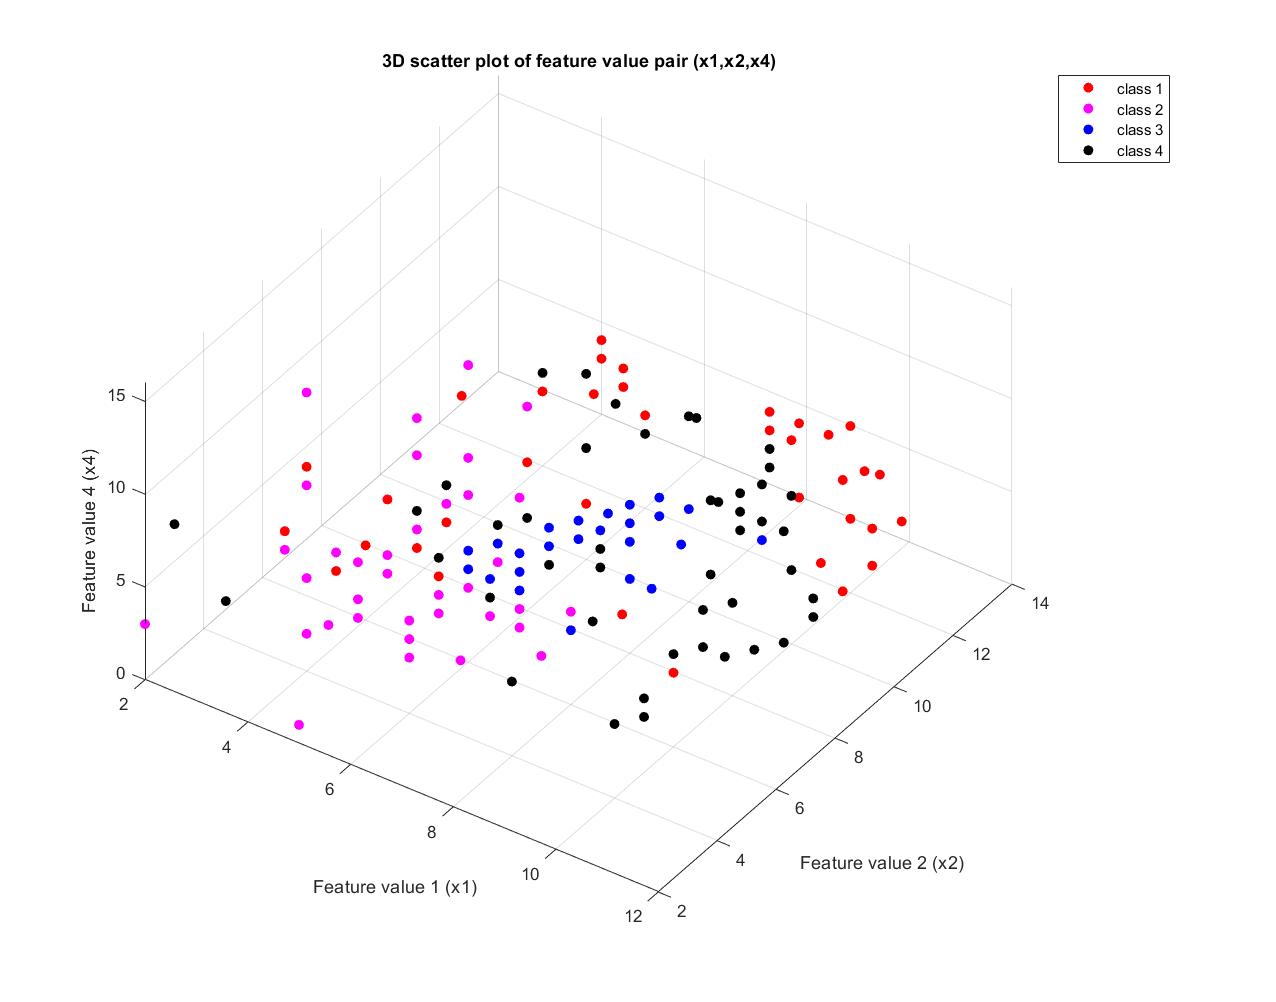 3D scatter plot of feature value pair (x1,x2,x4)
class 1
class 2
class 3
class 4
15
10
5
0
Feature value 4 (x4)
2
4
6
8
10
12
Feature value 1 (x1)
2
4
6
8
10
12
14
Feature value 2 (x2)